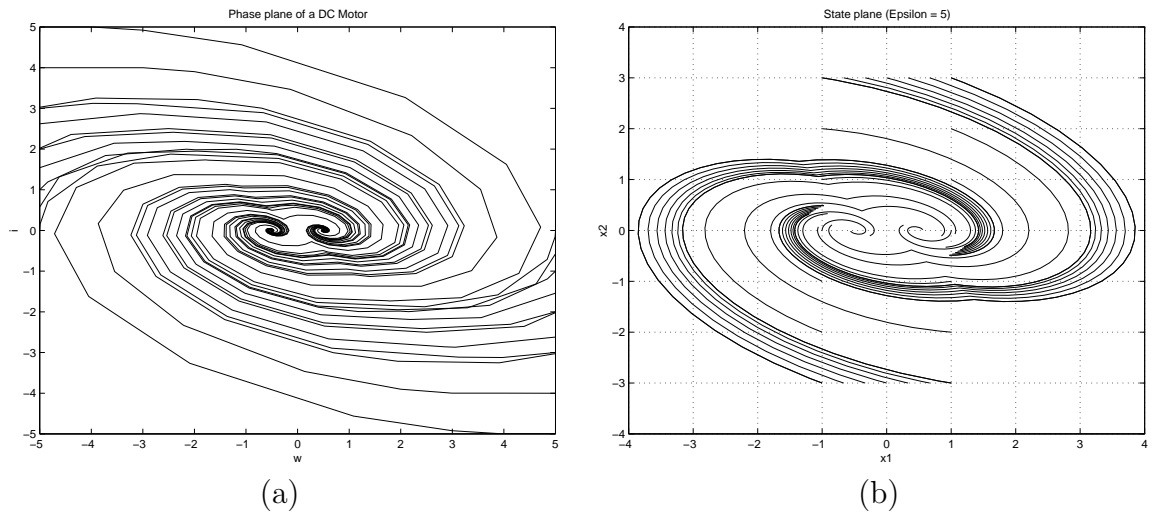 Phase plane of a DC Motor
5
4
3
2
1
0
−1
−2
−3
−4
−5
i
−5 −4 −3 −2 −1 0 1 2 3 4 5
w
(a)
State plane (Epsilon = 5)
4
3
2
1
0
−1
−2
−3
−4
x2
−4 −3 −2 −1 0 1 2 3 4
x1
(b)